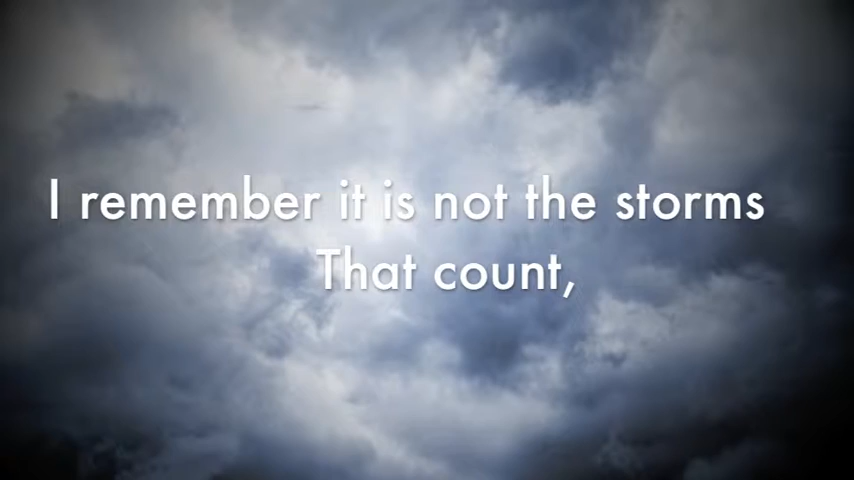 I remember it is not the storms
That count,